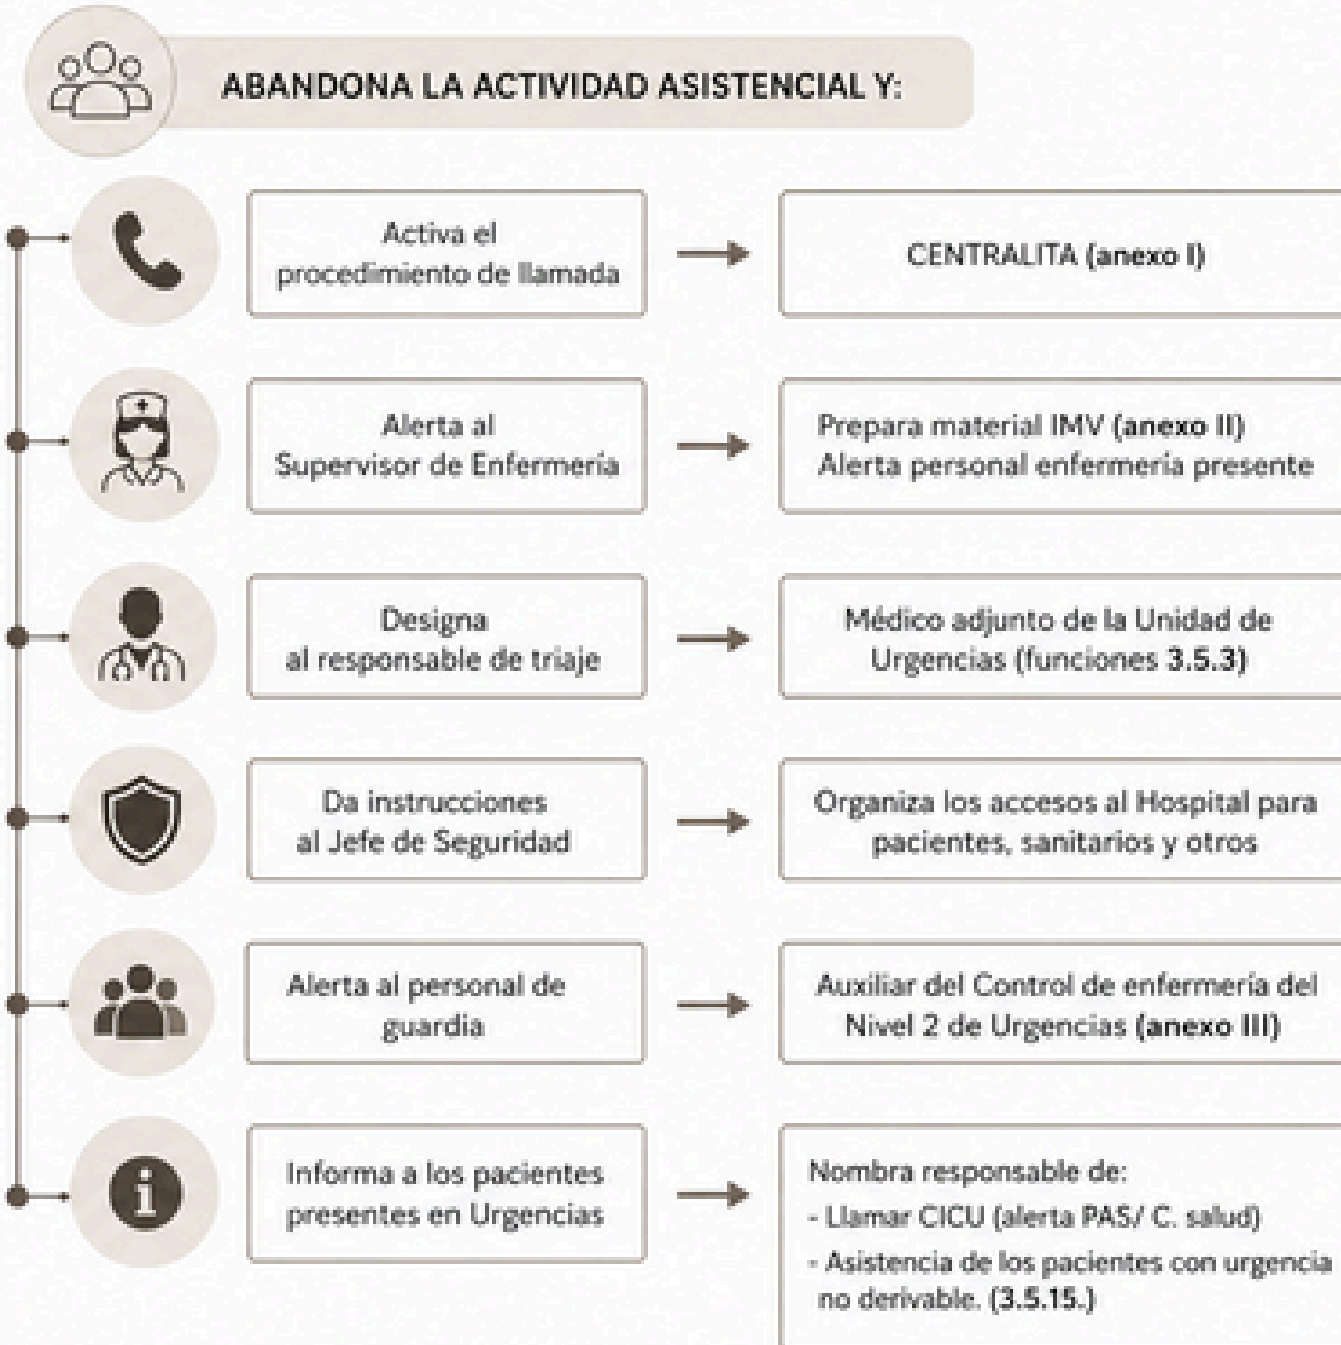 ABANDONA LA ACTIVIDAD ASISTENCIAL Y:
Activa el
procedimiento de llamada
CENTRALITA (anexo I)
Alerta al
Supervisor de Enfermería
Prepara material IMV (anexo II)
Alerta personal enfermería presente
Designa
al responsable de triaje
Médico adjunto de la Unidad de
Urgencias (funciones 3.5.3)
Da instrucciones
al Jefe de Seguridad
Organiza los accesos al Hospital para
pacientes, sanitarios y otros
Alerta al personal de
guardia
Auxiliar del Control de enfermería del
Nivel 2 de Urgencias (anexo III)
Informa a los pacientes
presentes en Urgencias
Nombra responsable de:
- Llamar CICU (alerta PAS/ C. salud)
- Asistencia de los pacientes con urgencia
no derivable. (3.5.15.)